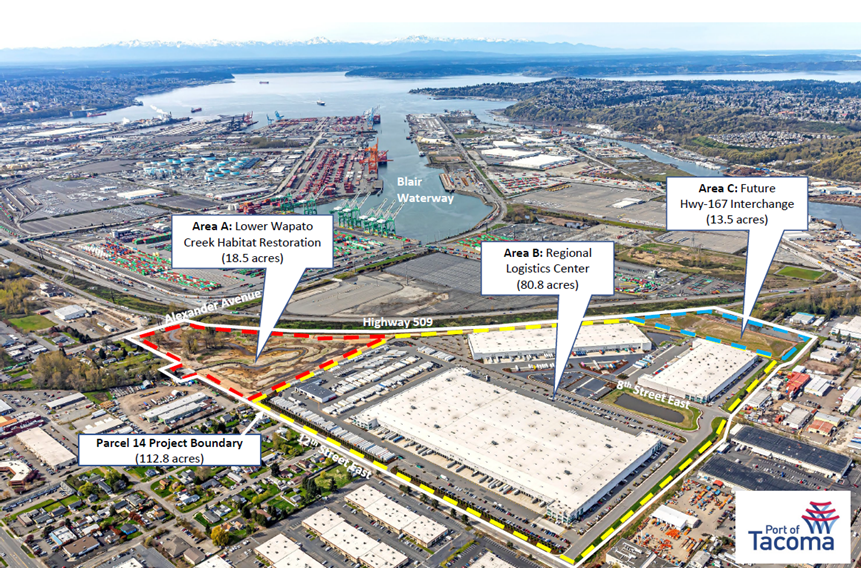 Blair
Waterway
Area C: Future
Hwy-167 Interchange
(13.5 acres)
Area A: Lower Wapato
Creek Habitat Restoration
(18.5 acres)
Area B: Regional
Logistics Center
(80.8 acres)
Alexander Avenue
Highway 509
8th Street East
Parcel 14 Project Boundary
(112.8 acres)
12th Street East
Port of
Tacoma